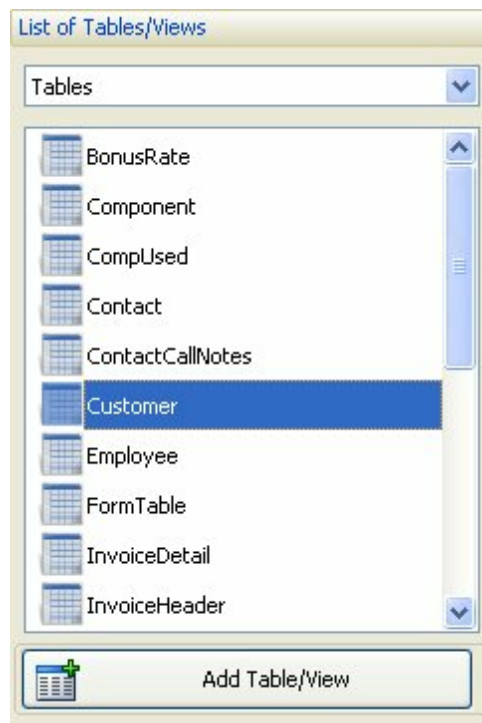 List of Tables/Views
Tables
BonusRate
Component
CompUsed
Contact
ContactCallNotes
Customer
Employee
FormTable
InvoiceDetail
InvoiceHeader
Add Table/View